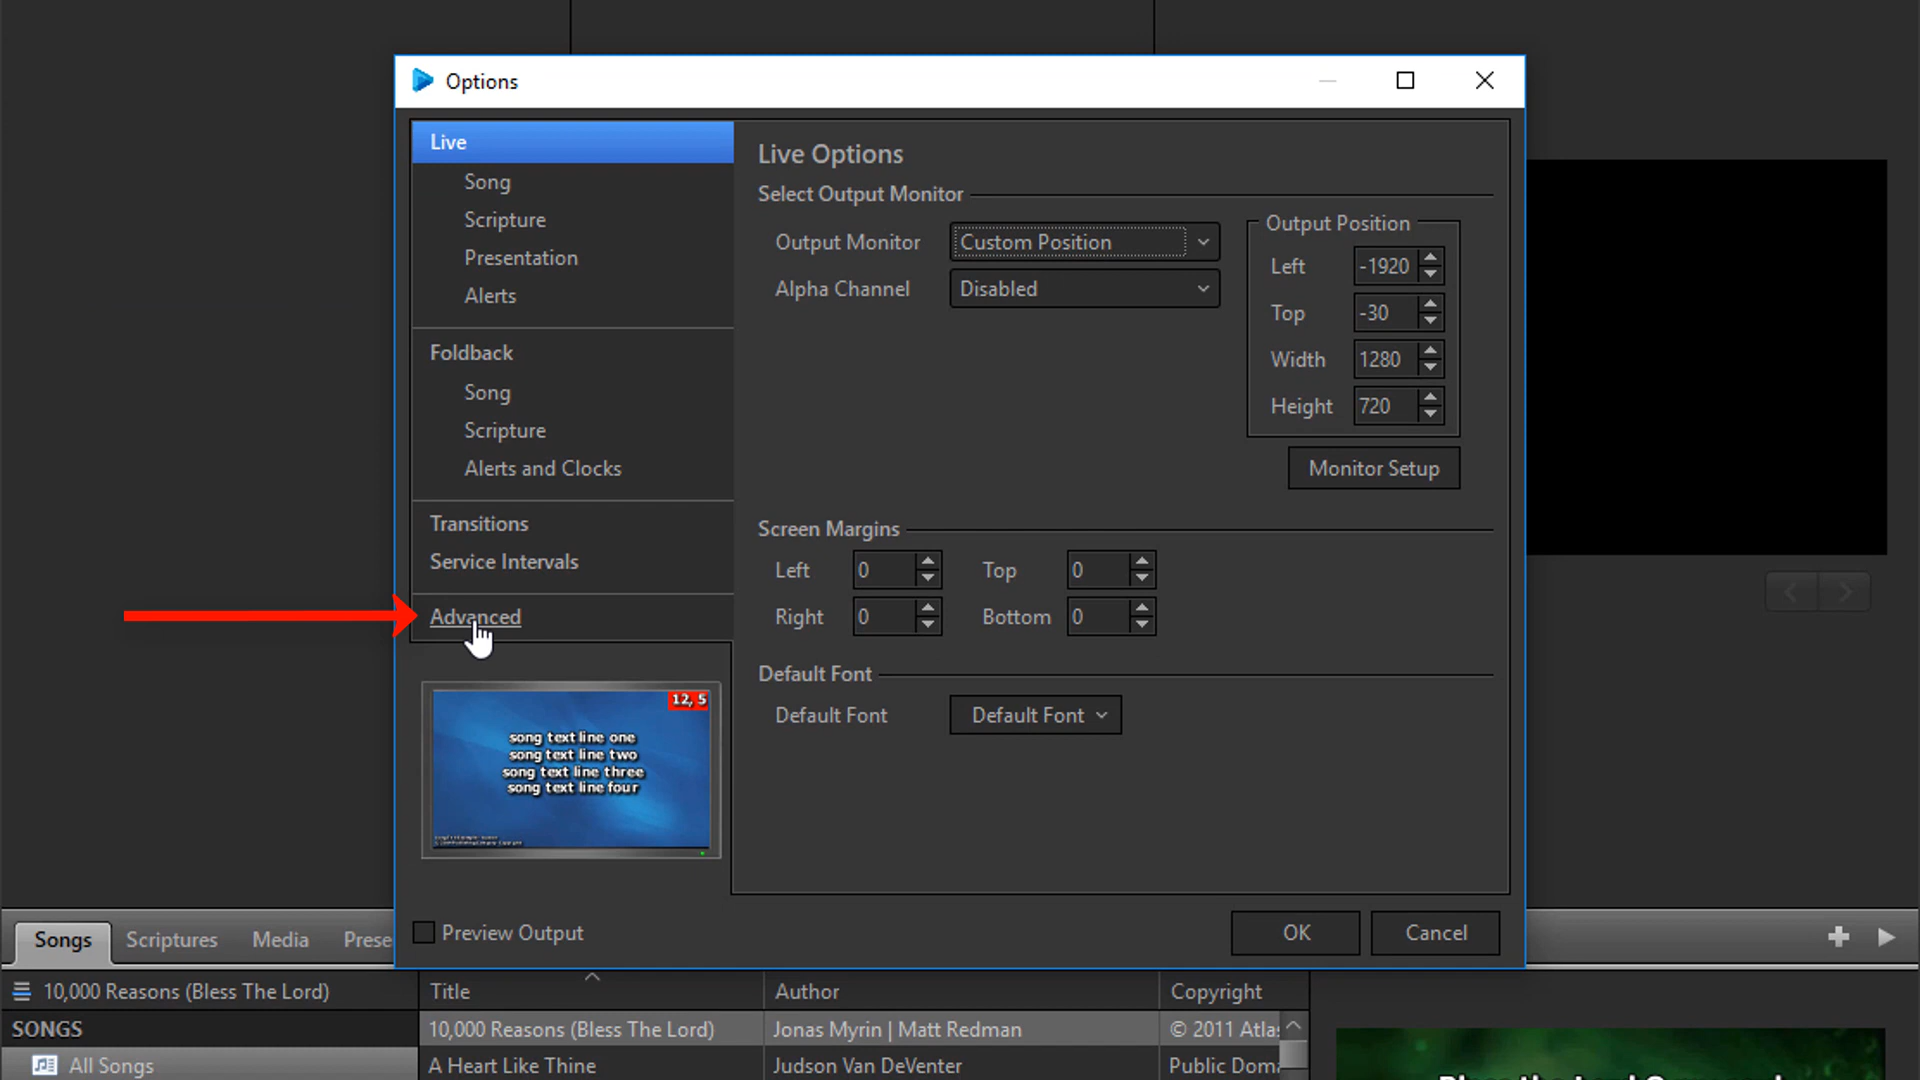 Options
Live
Song
Scripture
Presentation
Alerts
Foldback
Song
Scripture
Alerts and Clocks
Transitions
Service Intervals
Advanced
12, 5
song text line one
song text line two
song text line three
song text line four
Preview Output
Live Options
Select Output Monitor
Output Monitor Custom Position
Alpha Channel Disabled
Output Position
Left -1920
Top -30
Width 1280
Height 720
Monitor Setup
Screen Margins
Left 0 Top 0
Right 0 Bottom 0
Default Font
Default Font Default Font
OK Cancel
Songs Scriptures Media Prese
10,000 Reasons (Bless The Lord)
SONGS
All Songs
Title Author Copyright
10,000 Reasons (Bless The Lord) Jonas Myrin | Matt Redman © 2011 Atlas
A Heart Like Thine Judson Van DeVenter Public Doma